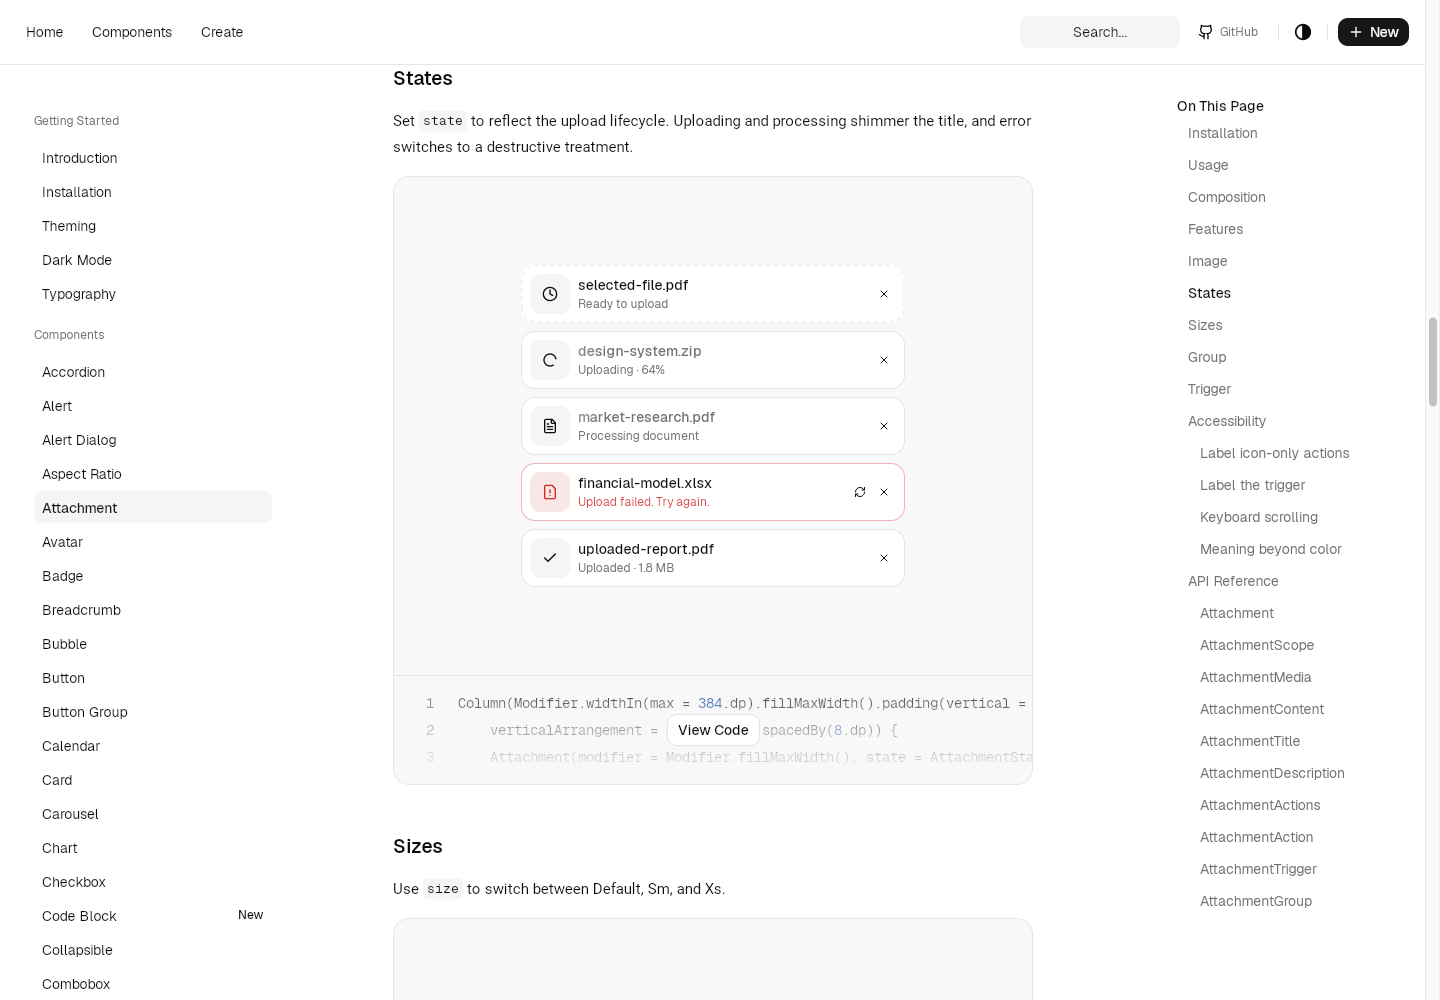 Home
Components
Create
Search...
GitHub
New
Getting Started
Introduction
Installation
Theming
Dark Mode
Typography
Components
Accordion
Alert
Alert Dialog
Aspect Ratio
Attachment
Avatar
Badge
Breadcrumb
Bubble
Button
Button Group
Calendar
Card
Carousel
Chart
Checkbox
Code Block New
Collapsible
Combobox
States
Set state to reflect the upload lifecycle. Uploading and processing shimmer the title, and error
switches to a destructive treatment.
selected-file.pdf
Ready to upload
design-system.zip
Uploading · 64%
market-research.pdf
Processing document
financial-model.xlsx
Upload failed. Try again.
uploaded-report.pdf
Uploaded · 1.8 MB
1 Column(Modifier.widthIn(max = 384.dp).fillMaxWidth().padding(vertical =
2 verticalArrangement = spacedBy(8.dp)) {
View Code
3 Attachment(modifier = Modifier.fillMaxWidth(), state = AttachmentSta
Sizes
Use size to switch between Default, Sm, and Xs.
On This Page
Installation
Usage
Composition
Features
Image
States
Sizes
Group
Trigger
Accessibility
Label icon-only actions
Label the trigger
Keyboard scrolling
Meaning beyond color
API Reference
Attachment
AttachmentScope
AttachmentMedia
AttachmentContent
AttachmentTitle
AttachmentDescription
AttachmentActions
AttachmentAction
AttachmentTrigger
AttachmentGroup